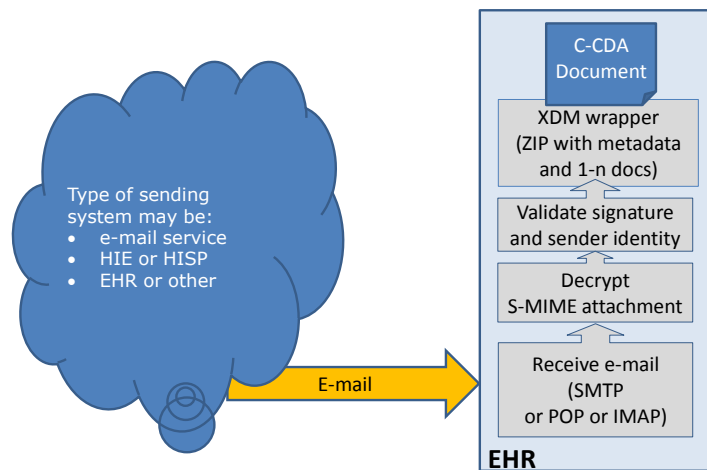 Type of sending
system may be:
• e-mail service
• HIE or HISP
• EHR or other
E-mail
C-CDA
Document
XDM wrapper
(ZIP with metadata
and 1-n docs)
Validate signature
and sender identity
Decrypt
S-MIME attachment
Receive e-mail
(SMTP
or POP or IMAP)
EHR